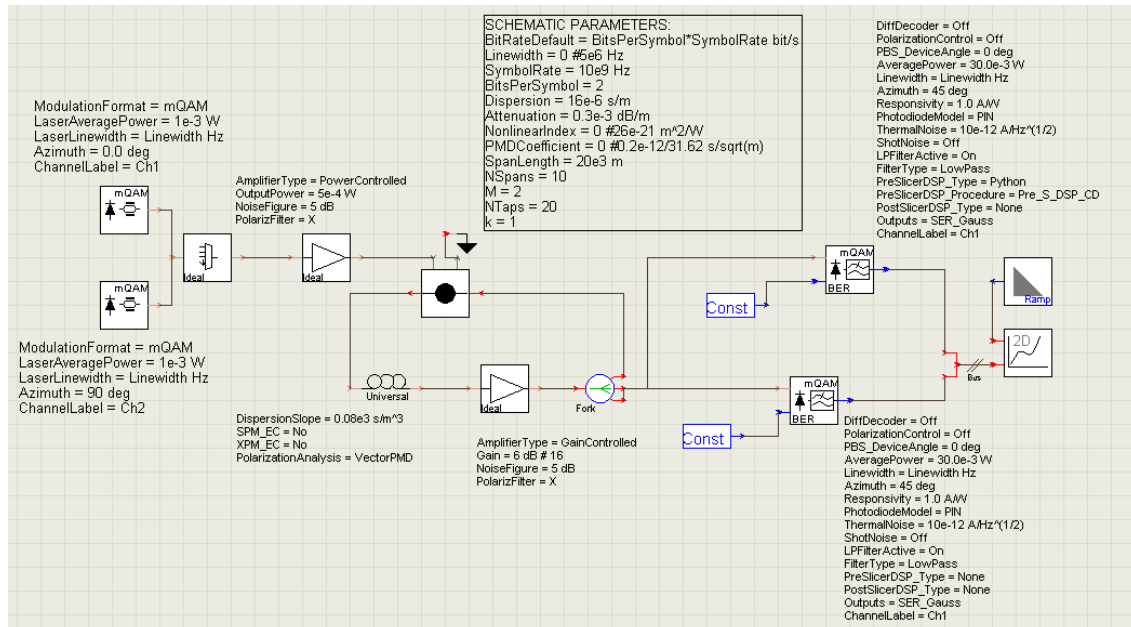 SCHEMATIC PARAMETERS:
BitRateDefault = BitsPerSymbol*SymbolRate bit/s
Linewidth = 0 #5e6 Hz
SymbolRate = 10e9 Hz
BitsPerSymbol = 2
Dispersion = 16e-6 s/m
Attenuation = 0.3e-3 dB/m
NonlinearIndex = 0 #26e-21 m^2/W
PMDCoefficient = 0 #0.2e-12/31.62 s/sqrt(m)
SpanLength = 20e3 m
NSpans = 10
M = 2
NTaps = 20
k = 1
ModulationFormat = mQAM
LaserAveragePower = 1e-3 W
LaserLinewidth = Linewidth Hz
Azimuth = 0.0 deg
ChannelLabel = Ch1
mQAM
mQAM
ModulationFormat = mQAM
LaserAveragePower = 1e-3 W
LaserLinewidth = Linewidth Hz
Azimuth = 90 deg
ChannelLabel = Ch2
Ideal
AmplifierType = PowerControlled
OutputPower = 5e-4 W
NoiseFigure = 5 dB
PolarizFilter = X
Ideal
Universal
DispersionSlope = 0.08e3 s/m^3
SPM_EC = No
XPM_EC = No
PolarizationAnalysis = VectorPMD
Ideal
AmplifierType = GainControlled
Gain = 6 dB # 16
NoiseFigure = 5 dB
PolarizFilter = X
Fork
Const
Const
DiffDecoder = Off
PolarizationControl = Off
PBS_DeviceAngle = 0 deg
AveragePower = 30.0e-3 W
Linewidth = Linewidth Hz
Azimuth = 45 deg
Responsivity = 1.0 A/W
PhotodiodeModel = PIN
ThermalNoise = 10e-12 A/Hz^(1/2)
ShotNoise = Off
LPFilterActive = On
FilterType = LowPass
PreSlicerDSP_Type = Python
PreSlicerDSP_Procedure = Pre_S_DSP_CD
PostSlicerDSP_Type = None
Outputs = SER_Gauss
ChannelLabel = Ch1
mQAM
BER
Ramp
2D
Bus
mQAM
BER
DiffDecoder = Off
PolarizationControl = Off
PBS_DeviceAngle = 0 deg
AveragePower = 30.0e-3 W
Linewidth = Linewidth Hz
Azimuth = 45 deg
Responsivity = 1.0 A/W
PhotodiodeModel = PIN
ThermalNoise = 10e-12 A/Hz^(1/2)
ShotNoise = Off
LPFilterActive = On
FilterType = LowPass
PreSlicerDSP_Type = None
PostSlicerDSP_Type = None
Outputs = SER_Gauss
ChannelLabel = Ch1